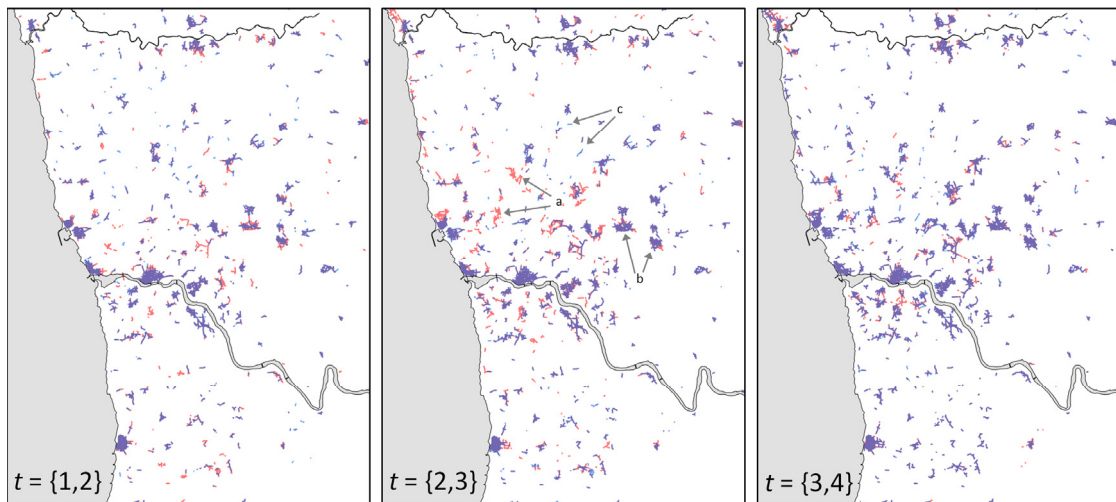 c
a
b
t = {1,2}
t = {2,3}
t = {3,4}